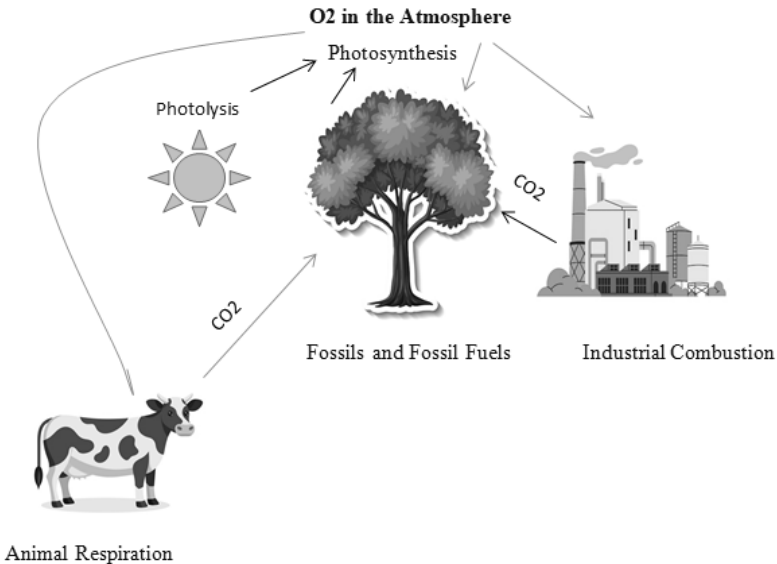 O2 in the Atmosphere
Photosynthesis
Photolysis
CO2
CO2
Fossils and Fossil Fuels
Industrial Combustion
Animal Respiration